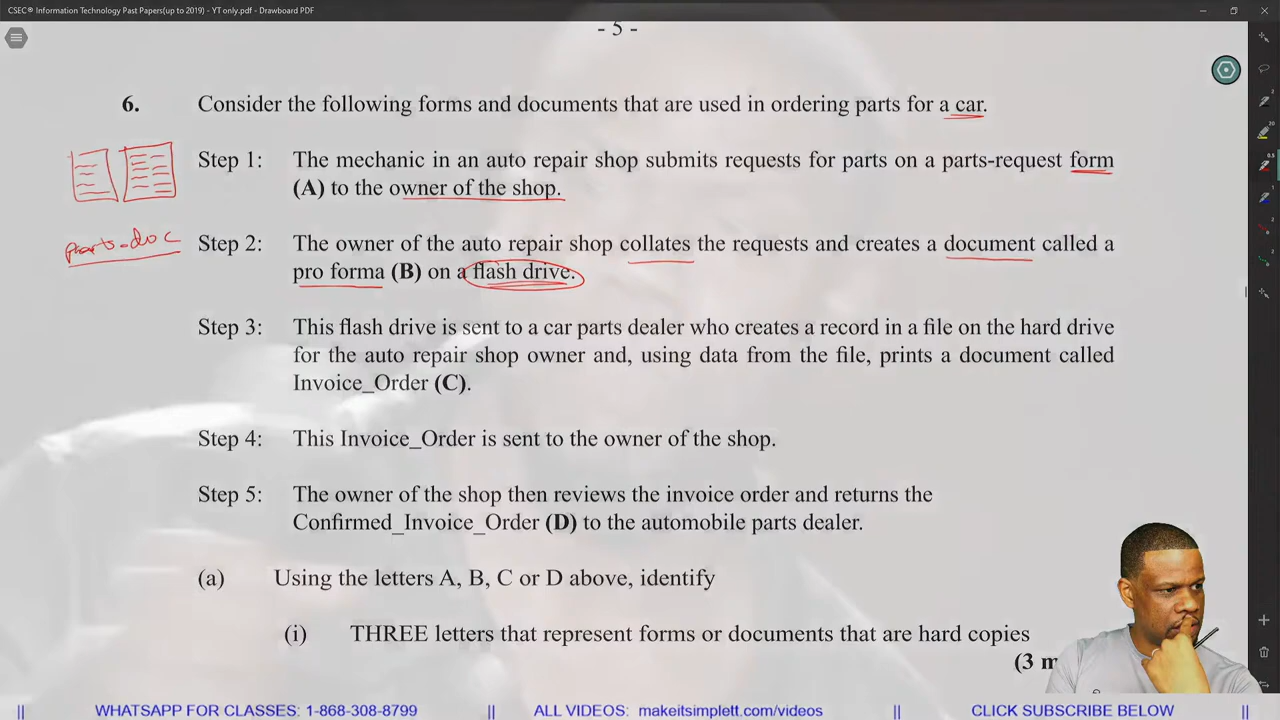 CSEC® Information Technology Past Papers(up to 2019) - YT only.pdf - Drawboard PDF
- 5 -
6. Consider the following forms and documents that are used in ordering parts for a car.
Step 1: The mechanic in an auto repair shop submits requests for parts on a parts-request form
(A) to the owner of the shop.
parts.doc Step 2: The owner of the auto repair shop collates the requests and creates a document called a
pro forma (B) on a flash drive.
Step 3: This flash drive is sent to a car parts dealer who creates a record in a file on the hard drive
for the auto repair shop owner and, using data from the file, prints a document called
Invoice_Order (C).
Step 4: This Invoice_Order is sent to the owner of the shop.
Step 5: The owner of the shop then reviews the invoice order and returns the
Confirmed_Invoice_Order (D) to the automobile parts dealer.
(a) Using the letters A, B, C or D above, identify
(i) THREE letters that represent forms or documents that are hard copies
(3 m
|| WHATSAPP FOR CLASSES: 1-868-308-8799 || ALL VIDEOS: makeitsimplett.com/videos || CLICK SUBSCRIBE BELOW ||